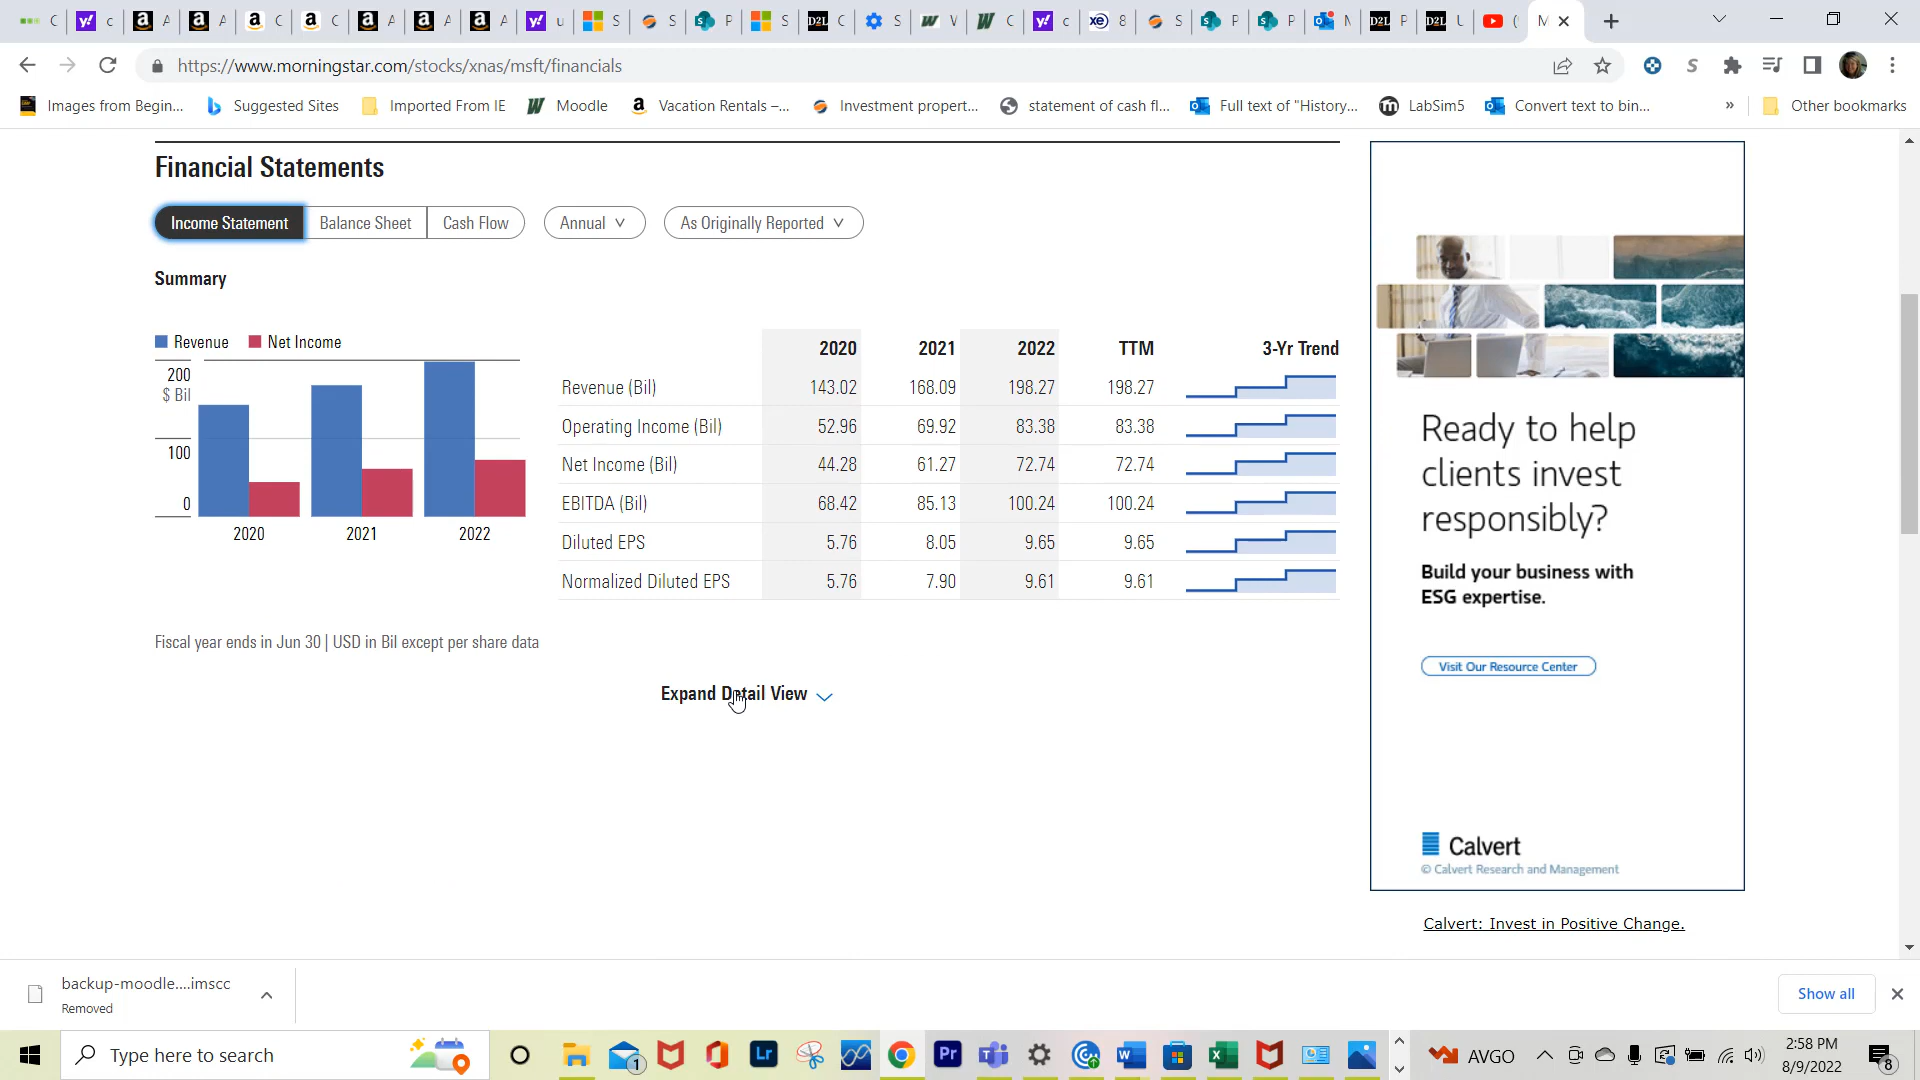 C
c
A
A
C
C
A
A
A
u
S
S
P
S
C
S
V
C
c
8
S
P
P
N
P
U
(
M
https://www.morningstar.com/stocks/xnas/msft/financials
Images from Begin...
Suggested Sites
Imported From IE
Moodle
Vacation Rentals –...
Investment propert...
statement of cash fl...
Full text of "History...
LabSim5
Convert text to bin...
»
Other bookmarks
Financial Statements
Income Statement
Balance Sheet
Cash Flow
Annual
As Originally Reported
Summary
Revenue
Net Income
200
$ Bil
100
0
2020
2021
2022
2020 2021 2022 TTM 3-Yr Trend
Revenue (Bil) 143.02 168.09 198.27 198.27
Operating Income (Bil) 52.96 69.92 83.38 83.38
Net Income (Bil) 44.28 61.27 72.74 72.74
EBITDA (Bil) 68.42 85.13 100.24 100.24
Diluted EPS 5.76 8.05 9.65 9.65
Normalized Diluted EPS 5.76 7.90 9.61 9.61
Fiscal year ends in Jun 30 | USD in Bil except per share data
Expand Detail View
Ready to help
clients invest
responsibly?
Build your business with
ESG expertise.
Visit Our Resource Center
Calvert
© Calvert Research and Management
Calvert: Invest in Positive Change.
backup-moodle....imscc
Removed
Show all
Type here to search
AVGO
2:58 PM
8/9/2022
8